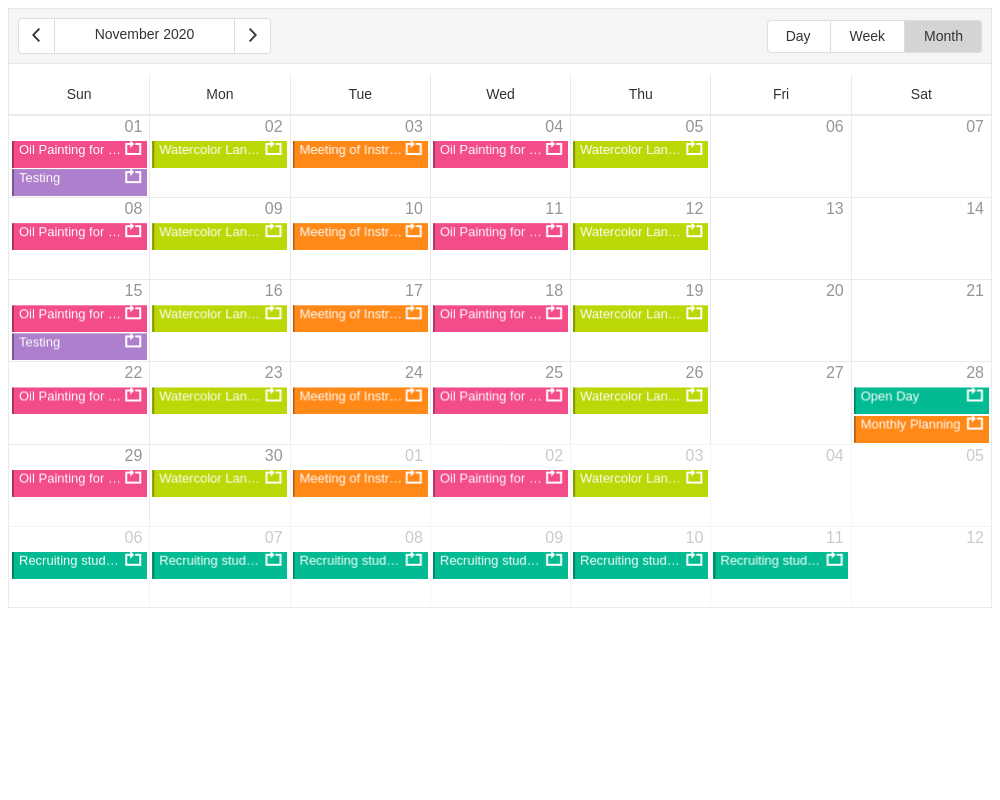 November 2020 Day Week Month
Sun Mon Tue Wed Thu Fri Sat
01 02 03 04 05 06 07
Oil Painting for ... Watercolor Lan... Meeting of Instr... Oil Painting for ... Watercolor Lan...
Testing
08 09 10 11 12 13 14
Oil Painting for ... Watercolor Lan... Meeting of Instr... Oil Painting for ... Watercolor Lan...
15 16 17 18 19 20 21
Oil Painting for ... Watercolor Lan... Meeting of Instr... Oil Painting for ... Watercolor Lan...
Testing
22 23 24 25 26 27 28
Oil Painting for ... Watercolor Lan... Meeting of Instr... Oil Painting for ... Watercolor Lan... Open Day
Monthly Planning
29 30 01 02 03 04 05
Oil Painting for ... Watercolor Lan... Meeting of Instr... Oil Painting for ... Watercolor Lan...
06 07 08 09 10 11 12
Recruiting stud... Recruiting stud... Recruiting stud... Recruiting stud... Recruiting stud... Recruiting stud...